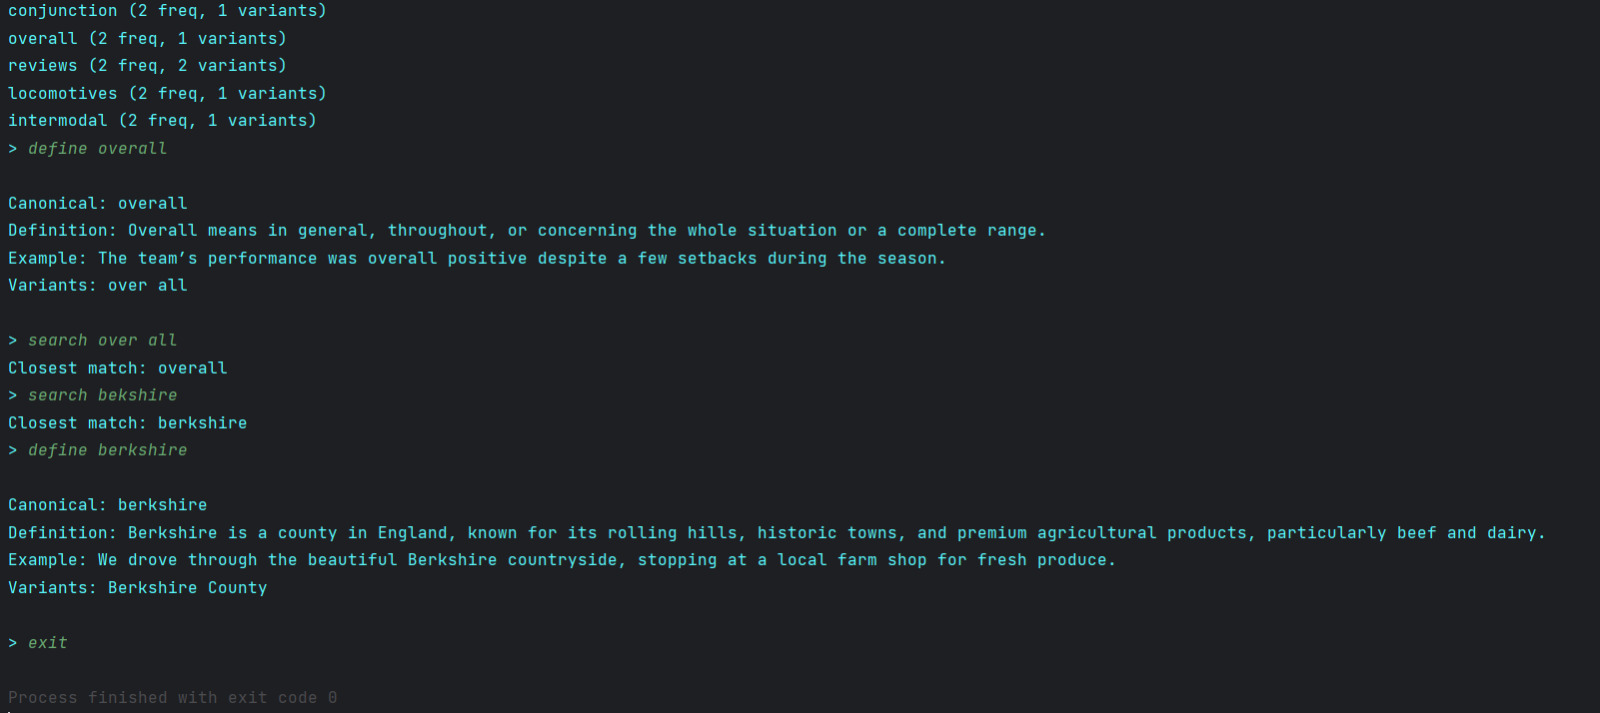 conjunction (2 freq, 1 variants)
overall (2 freq, 1 variants)
reviews (2 freq, 2 variants)
locomotives (2 freq, 1 variants)
intermodal (2 freq, 1 variants)
> define overall
Canonical: overall
Definition: Overall means in general, throughout, or concerning the whole situation or a complete range.
Example: The team’s performance was overall positive despite a few setbacks during the season.
Variants: over all
> search over all
Closest match: overall
> search bekshire
Closest match: berkshire
> define berkshire
Canonical: berkshire
Definition: Berkshire is a county in England, known for its rolling hills, historic towns, and premium agricultural products, particularly beef and dairy.
Example: We drove through the beautiful Berkshire countryside, stopping at a local farm shop for fresh produce.
Variants: Berkshire County
> exit
Process finished with exit code 0